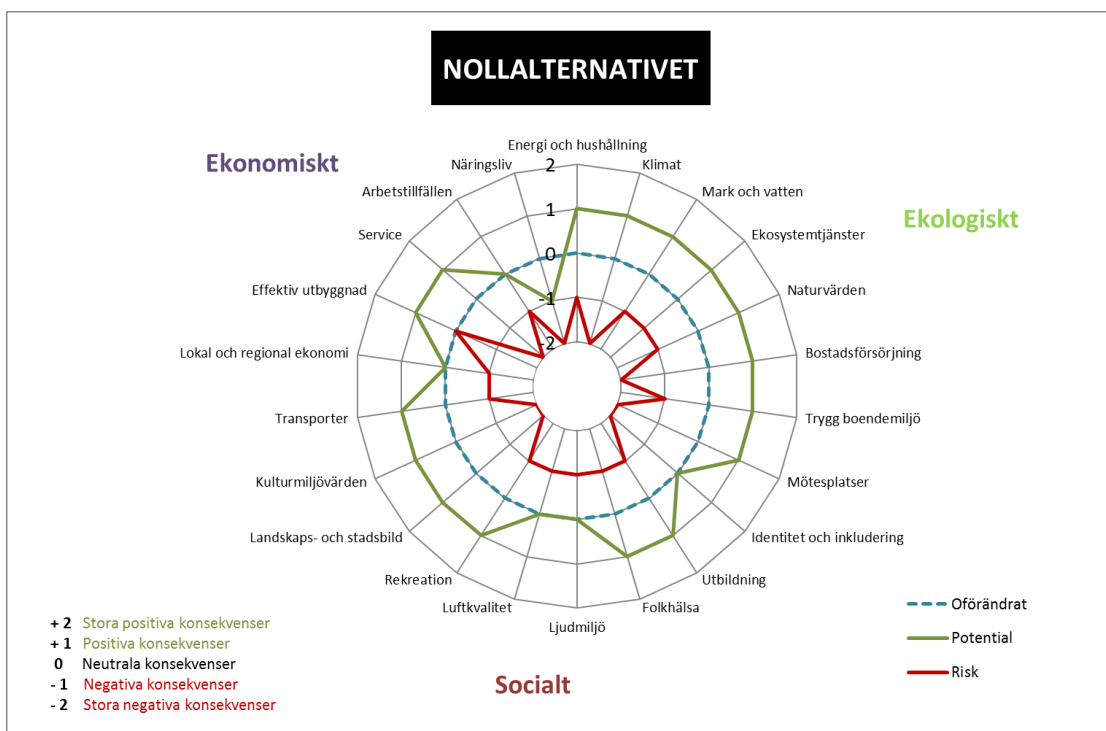 NOLLALTERNATIVET
Ekonomiskt
Ekologiskt
Socialt
Energi och hushållning
Klimat
Mark och vatten
Ekosystemtjänster
Naturvärden
Bostadsförsörjning
Trygg boendemiljö
Mötesplatser
Identitet och inkludering
Utbildning
Folkhälsa
Ljudmiljö
Luftkvalitet
Rekreation
Landskaps- och stadsbild
Kulturmiljövärden
Transporter
Lokal och regional ekonomi
Effektiv utbyggnad
Service
Arbetstillfällen
Näringsliv
2
1
0
-1
-2
+ 2 Stora positiva konsekvenser
+ 1 Positiva konsekvenser
0 Neutrala konsekvenser
- 1 Negativa konsekvenser
- 2 Stora negativa konsekvenser
Oförändrat
Potential
Risk